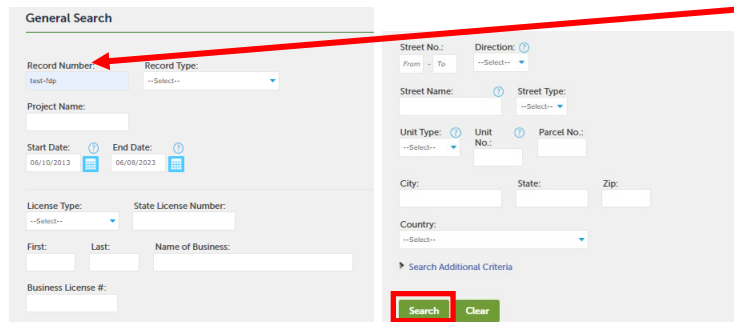 General Search
Record Number: Record Type:
test-fdp --Select--
Project Name:
Start Date: ? End Date: ?
06/10/2013 06/08/2023
License Type: State License Number:
--Select--
First: Last: Name of Business:
Business License #:
Street No.: Direction: ?
From - To --Select--
Street Name: ? Street Type:
--Select--
Unit Type: ? Unit No.: ? Parcel No.:
--Select--
City: State: Zip:
Country:
--Select--
Search Additional Criteria
Search Clear